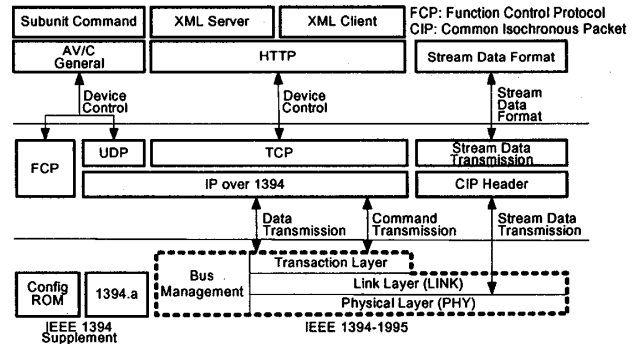 Subunit Command
XML Server
XML Client
FCP: Function Control Protocol
CIP: Common Isochronous Packet
AV/C
General
HTTP
Stream Data Format
Device
Control
Device
Control
Stream
Data
Format
FCP
UDP
TCP
Stream Data
Transmission
IP over 1394
CIP Header
Data
Transmission
Command
Transmission
Stream Data
Transmission
Config
ROM
1394.a
Bus
Management
Transaction Layer
Link Layer (LINK)
Physical Layer (PHY)
IEEE 1394
Supplement
IEEE 1394-1995